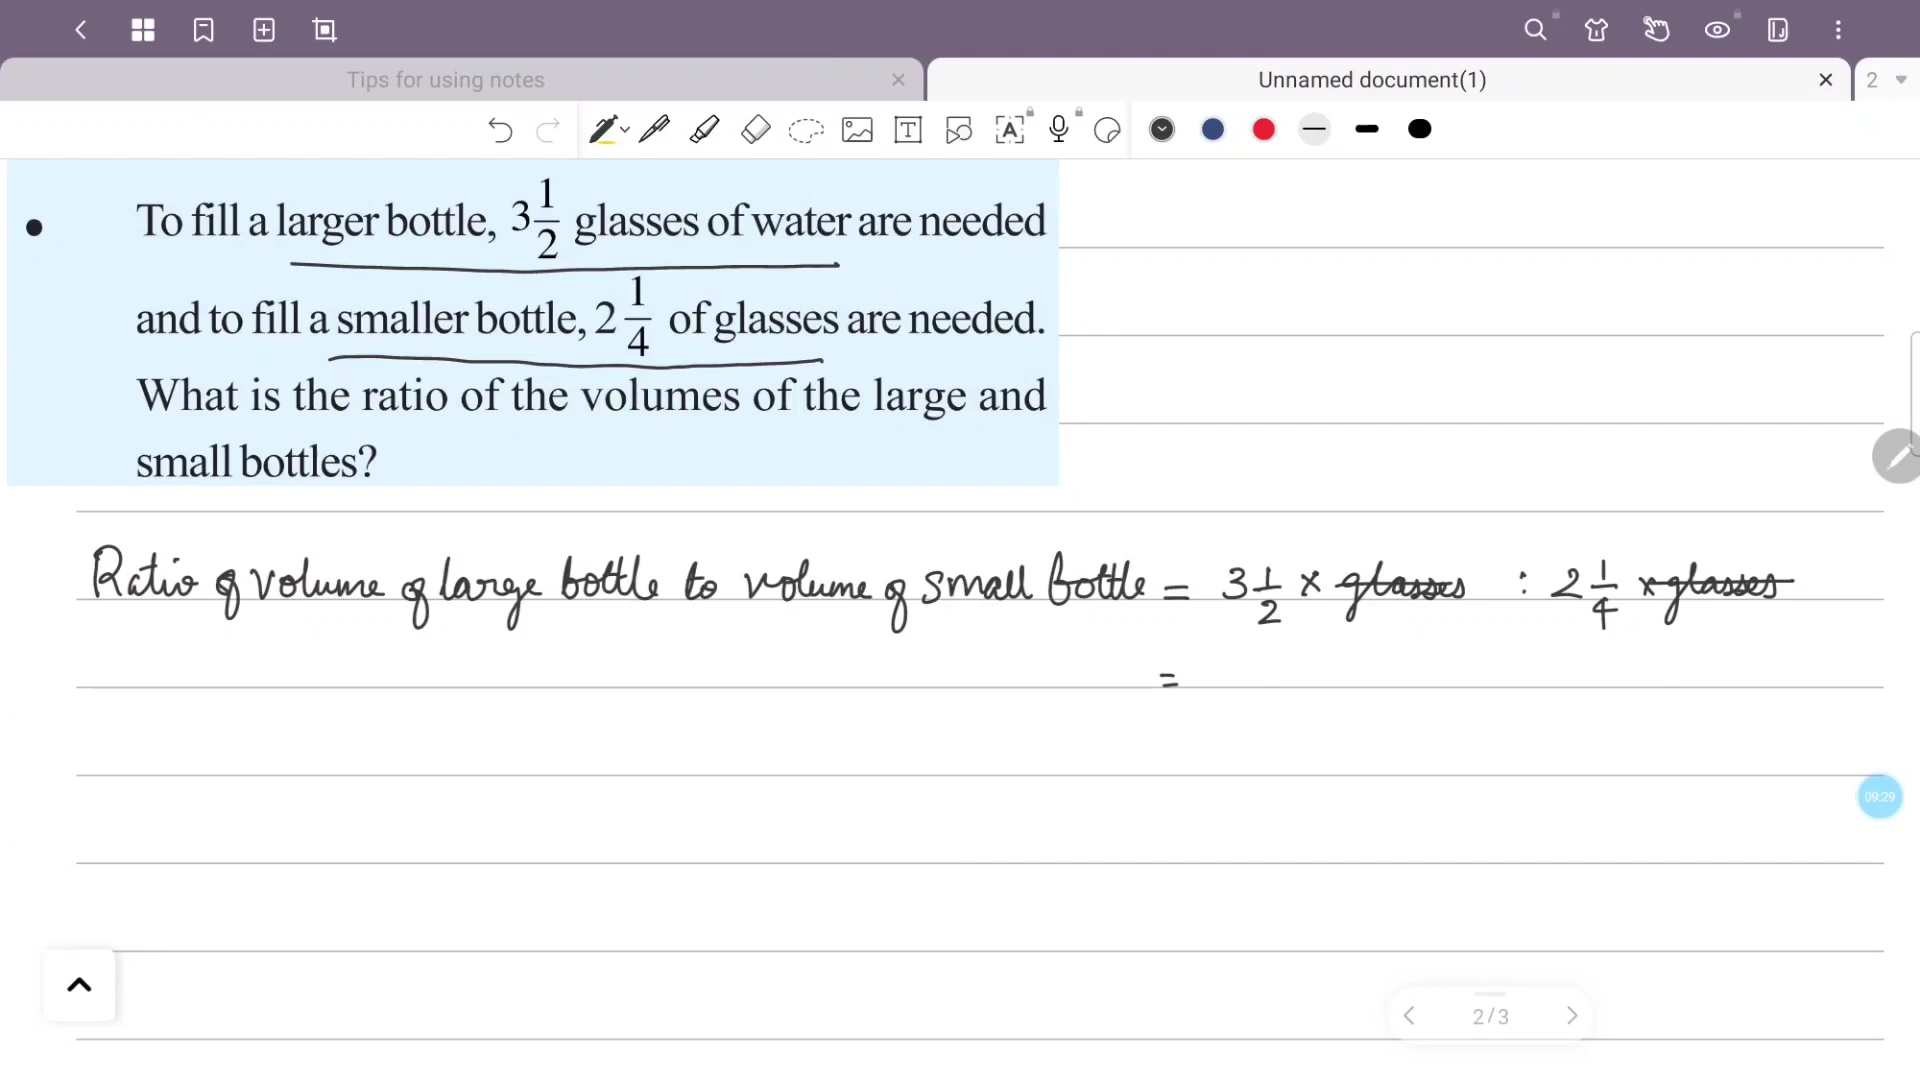 Tips for using notes
Unnamed document(1)
2
• To fill a larger bottle, 3 1/2 glasses of water are needed
and to fill a smaller bottle, 2 1/4 of glasses are needed.
What is the ratio of the volumes of the large and
small bottles?
Ratio of volume of large bottle to volume of small bottle = 3 1/2 × glasses : 2 1/4 × glasses
=
09:29
2/3